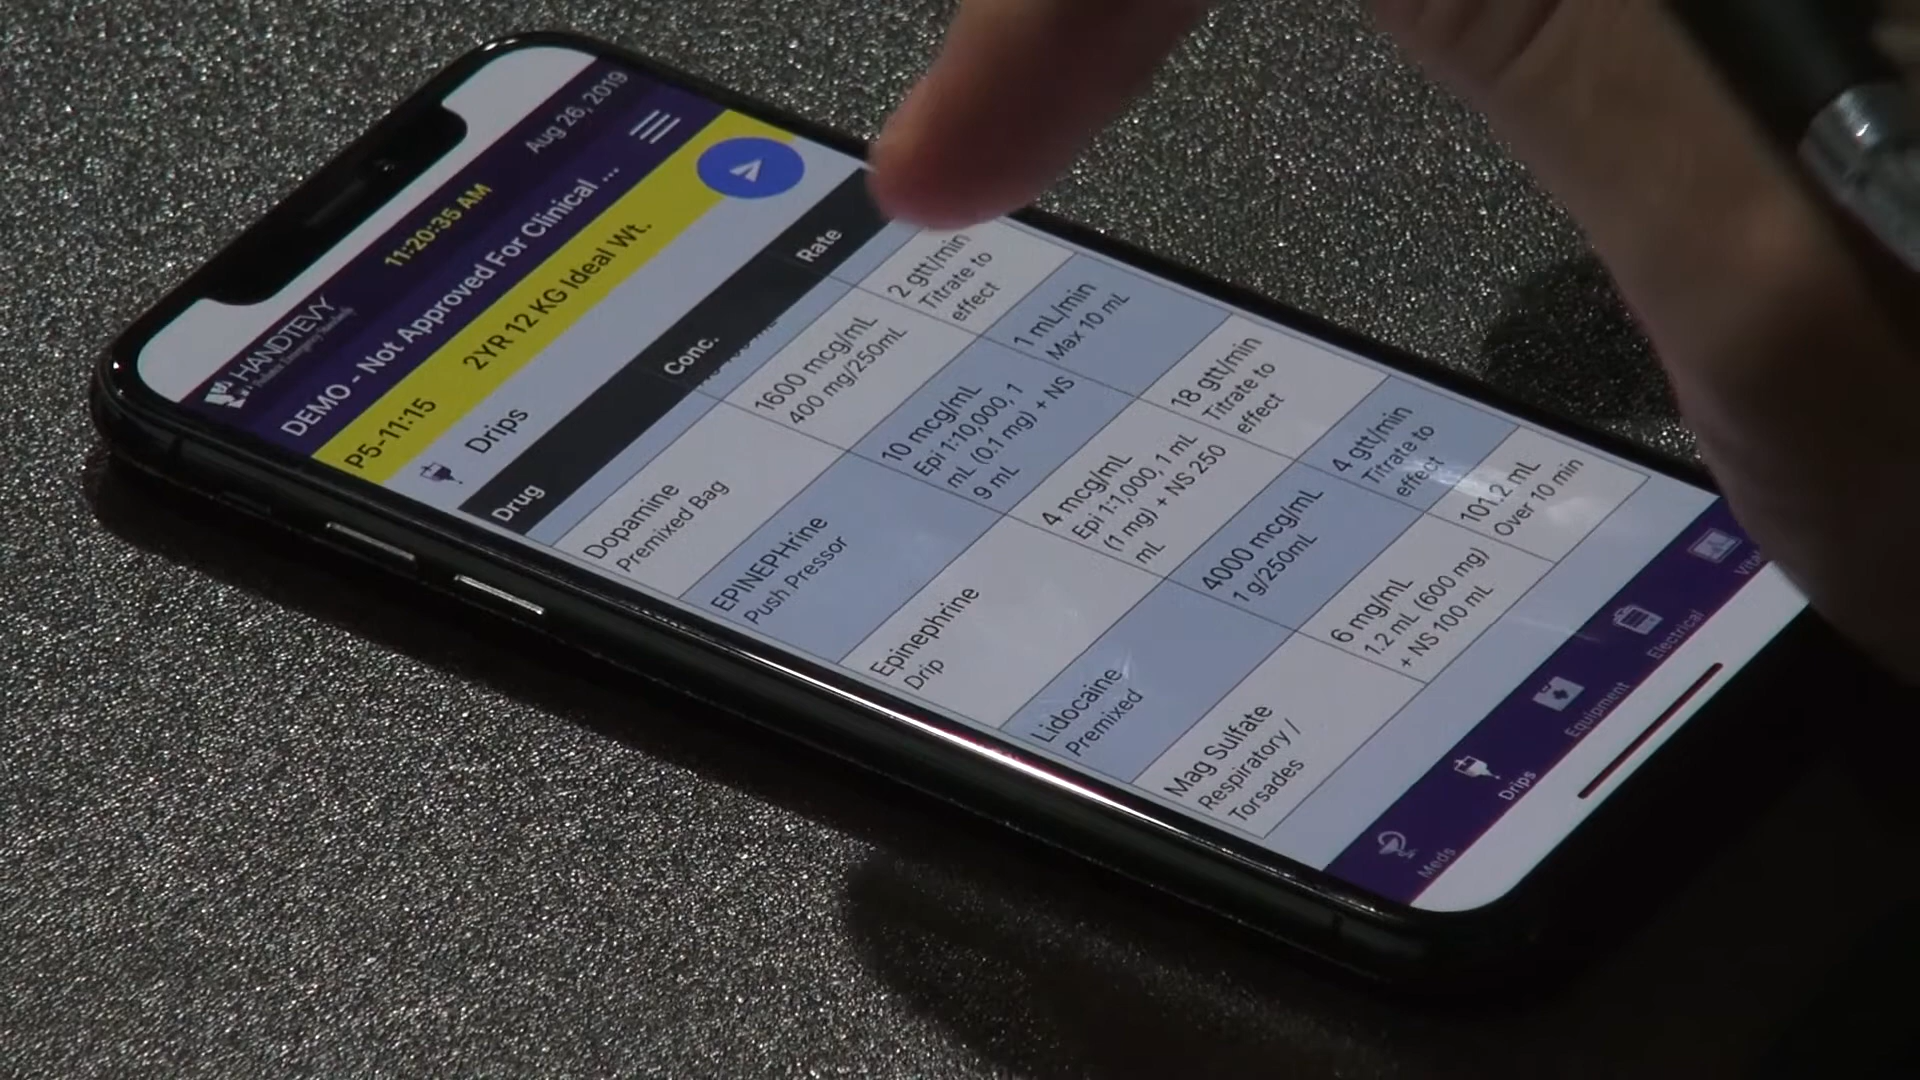 Aug 26, 2019
11:20:35 AM
HANDTEVY
DEMO - Not Approved For Clinical ...
P5-11:15 2YR 12 KG Ideal Wt.
Drips
Drug Conc. Rate
Dopamine
Premixed Bag
1600 mcg/mL
400 mg/250mL
2 gtt/min
Titrate to
effect
EPINEPHrine
Push Pressor
10 mcg/mL
Epi 1:10,000, 1
mL (0.1 mg) + NS
9 mL
1 mL/min
Max 10 mL
Epinephrine
Drip
4 mcg/mL
Epi 1:1,000, 1 mL
(1 mg) + NS 250
mL
18 gtt/min
Titrate to
effect
Lidocaine
Premixed
4000 mcg/mL
1 g/250mL
4 gtt/min
Titrate to
effect
Mag Sulfate
Respiratory /
Torsades
6 mg/mL
1.2 mL (600 mg)
+ NS 100 mL
101.2 mL
Over 10 min
Meds
Drips
Equipment
Electrical